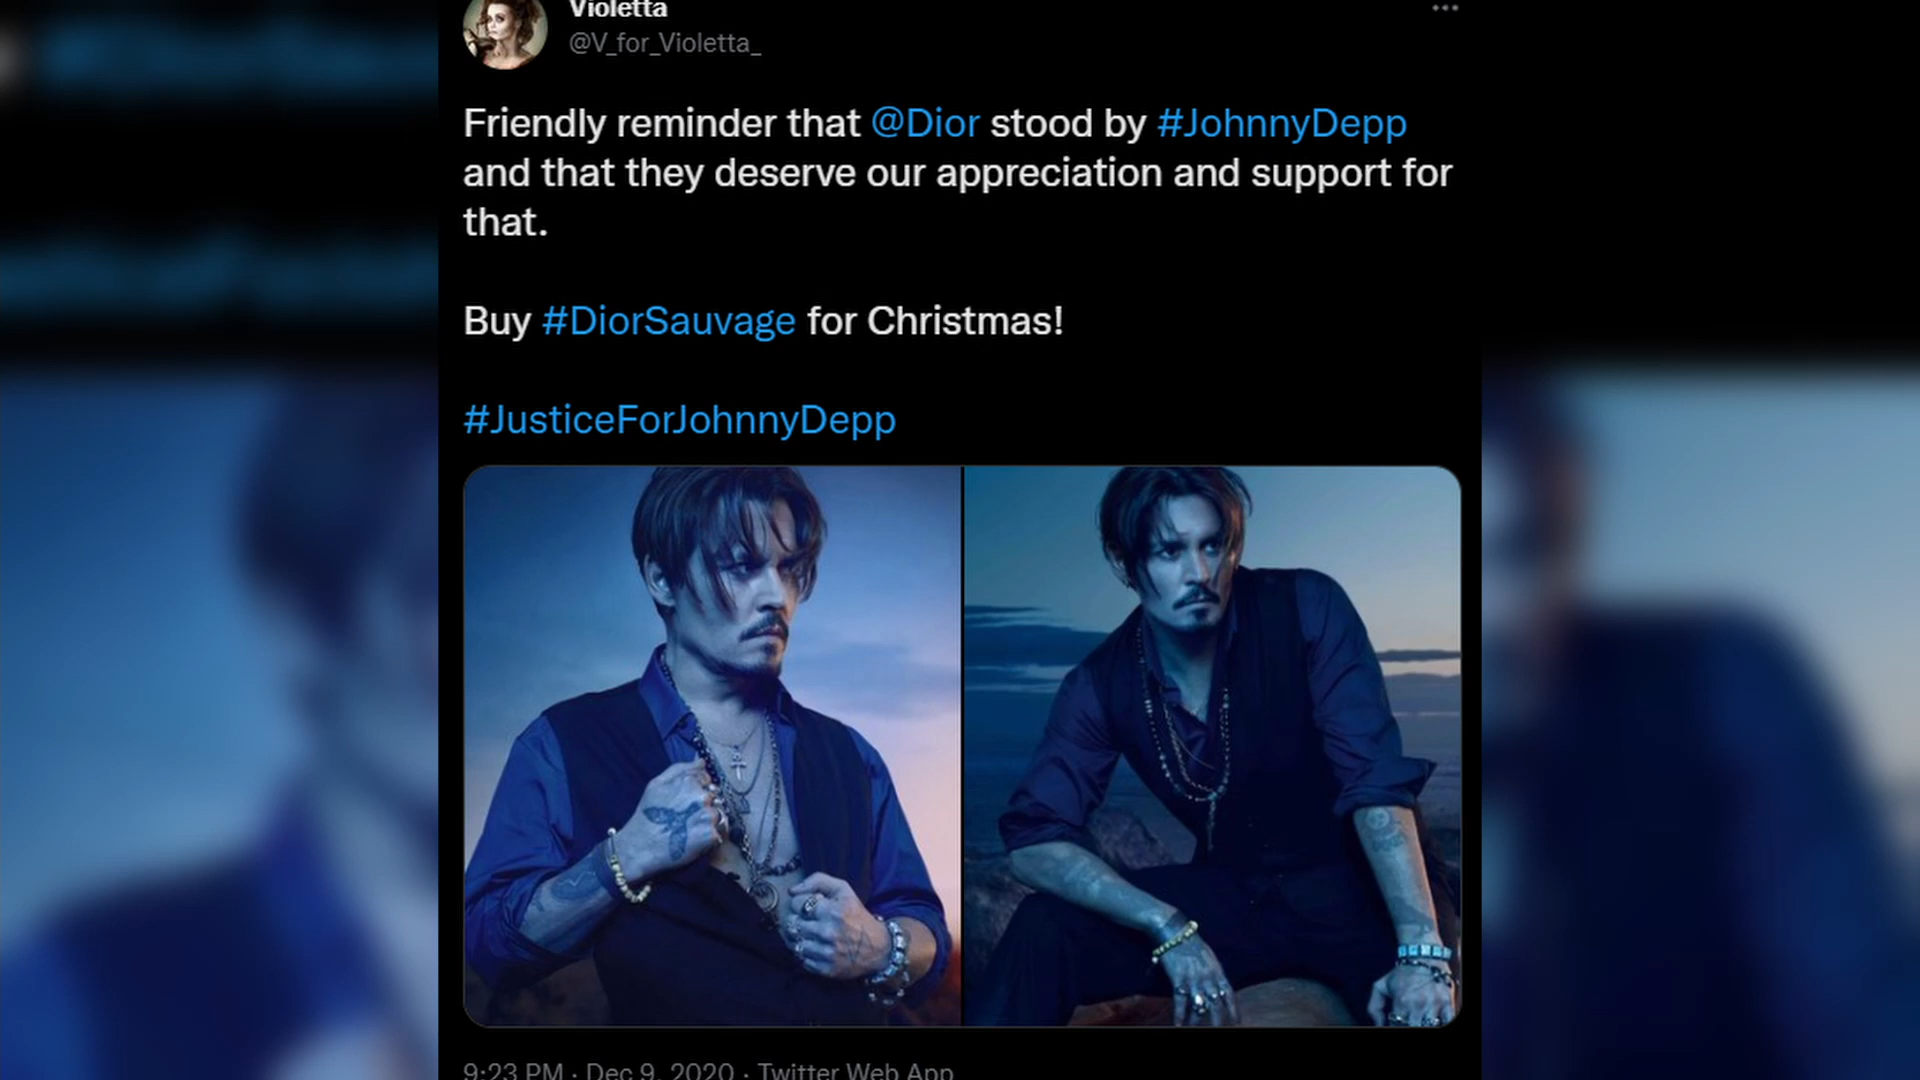 Violetta
@V_for_Violetta_
Friendly reminder that @Dior stood by #JohnnyDepp
and that they deserve our appreciation and support for
that.
Buy #DiorSauvage for Christmas!
#JusticeForJohnnyDepp
9:23 PM · Dec 9, 2020 · Twitter Web App